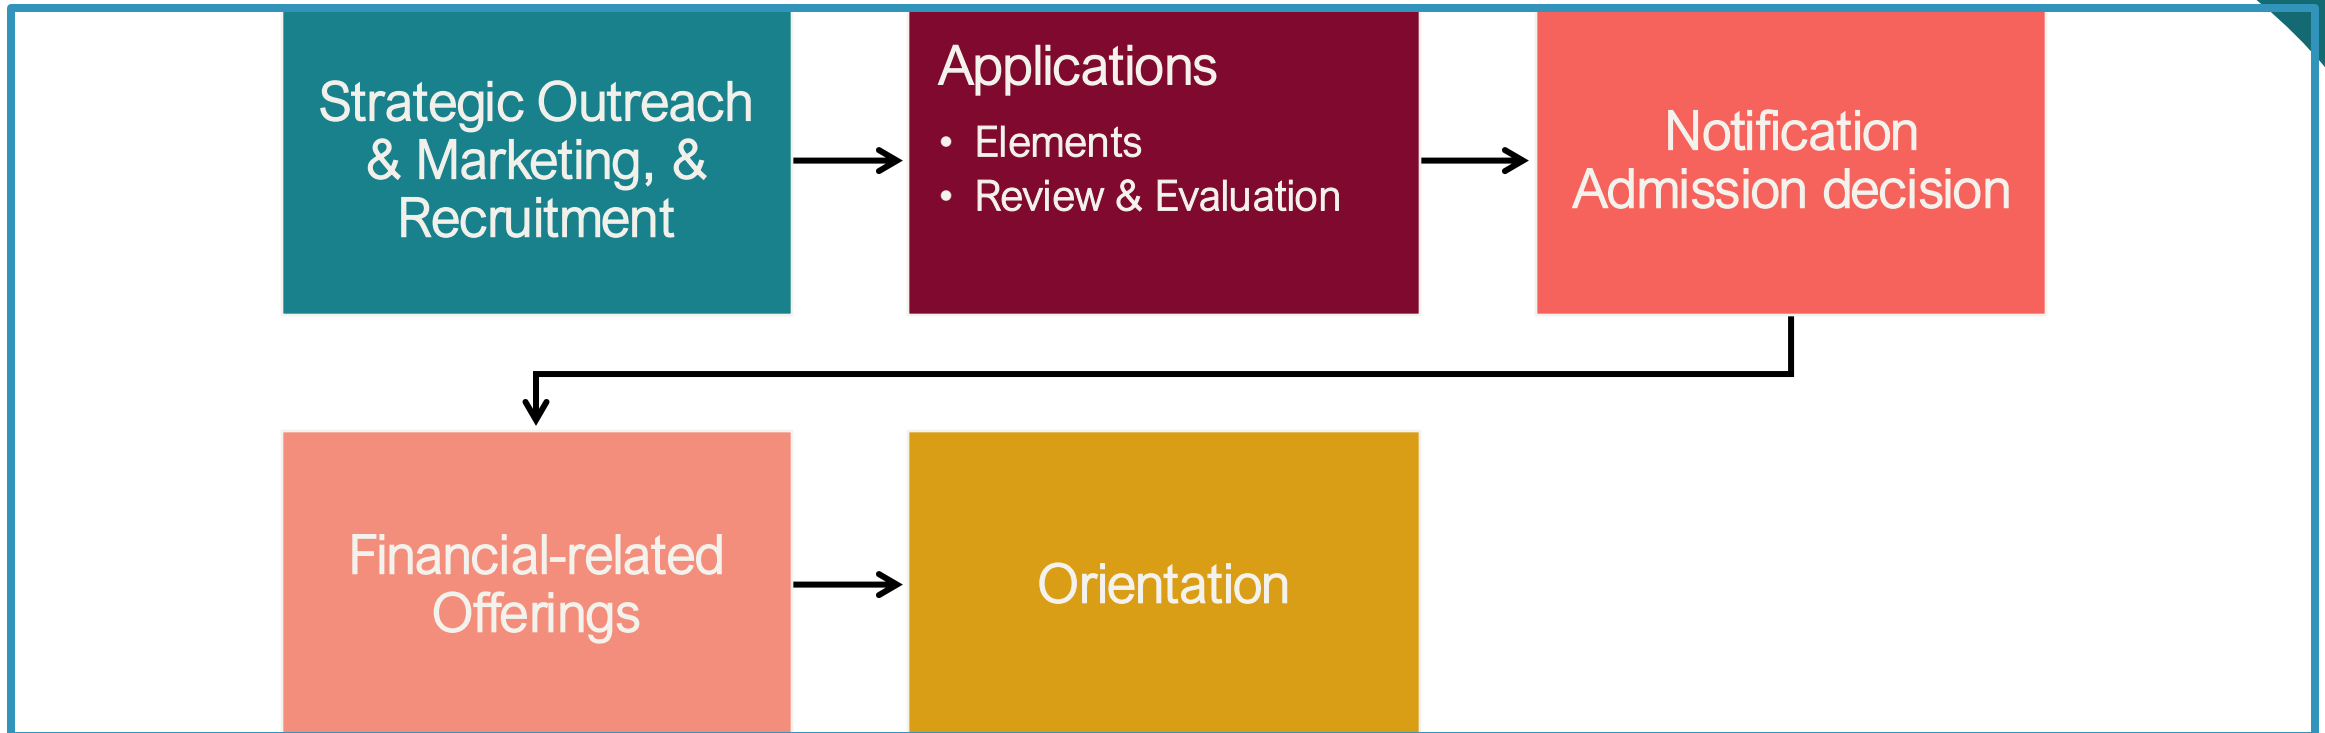 Strategic Outreach
& Marketing, &
Recruitment
Applications
• Elements
• Review & Evaluation
Notification
Admission decision
Financial-related
Offerings
Orientation